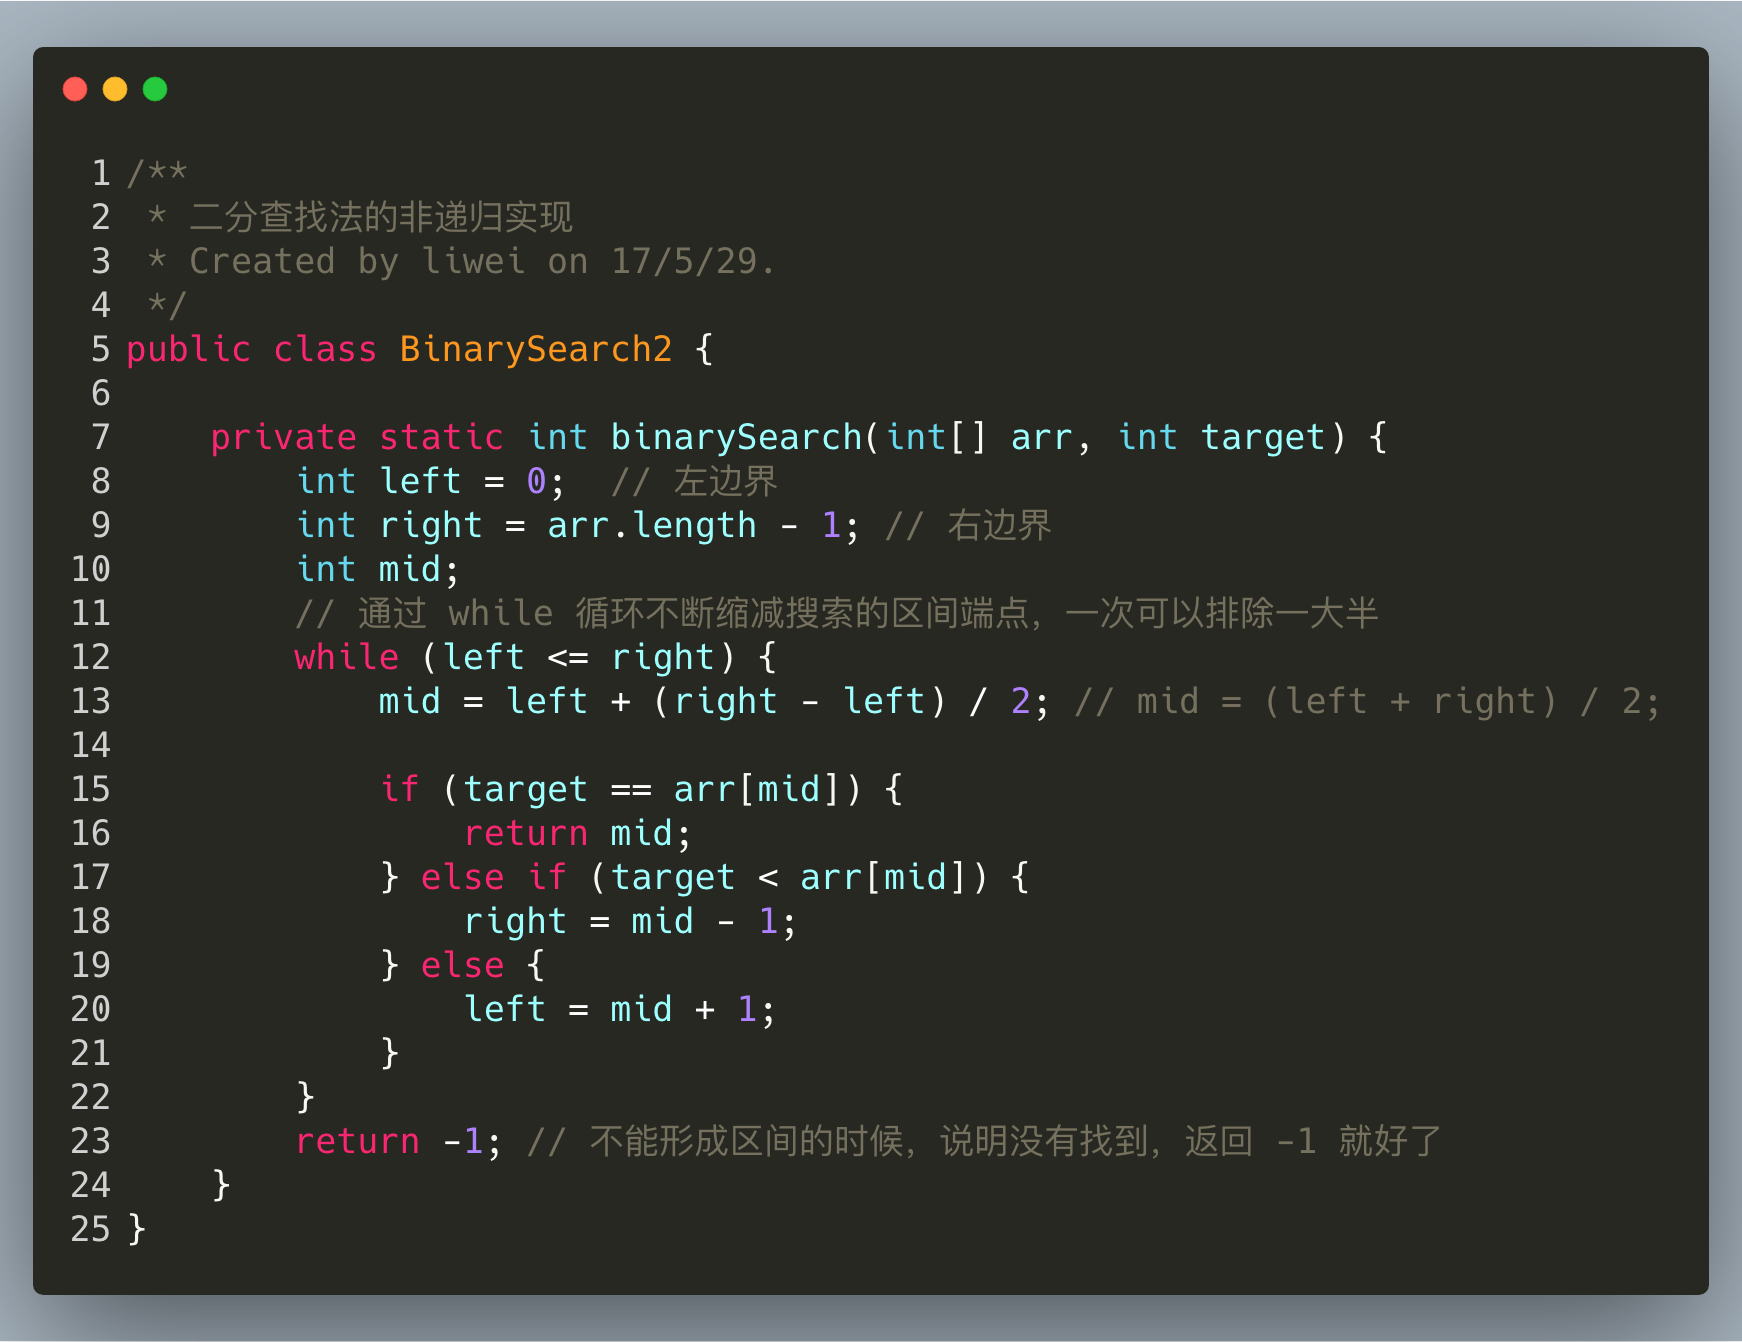 1 /**
2  * 二分查找法的非递归实现
3  * Created by liwei on 17/5/29.
4  */
5 public class BinarySearch2 {
6
7     private static int binarySearch(int[] arr, int target) {
8         int left = 0;  // 左边界
9         int right = arr.length - 1; // 右边界
10         int mid;
11         // 通过 while 循环不断缩减搜索的区间端点，一次可以排除一大半
12         while (left <= right) {
13             mid = left + (right - left) / 2; // mid = (left + right) / 2;
14
15             if (target == arr[mid]) {
16                 return mid;
17             } else if (target < arr[mid]) {
18                 right = mid - 1;
19             } else {
20                 left = mid + 1;
21             }
22         }
23         return -1; // 不能形成区间的时候，说明没有找到，返回 -1 就好了
24     }
25 }